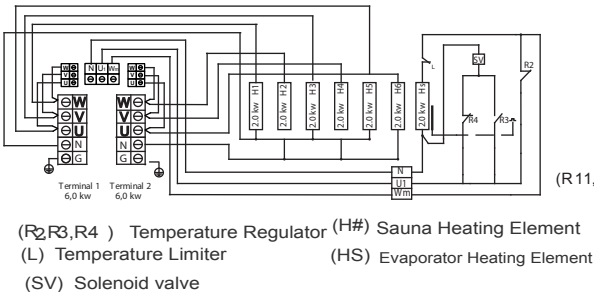 N U1 Wm
W W
V V
U U
W W
V V
U U
N N
G G
Terminal 1 Terminal 2
6,0 kw 6,0 kw
2.0 kw H1
2.0 kw H2
2.0 kw H3
2.0 kw H4
2.0 kw H5
2.0 kw H6
2.0 kw Hs
L
SV
R2
R4
R3
N
U1
Wm
(R11,
(R2,R3,R4 ) Temperature Regulator (H#) Sauna Heating Element
(L) Temperature Limiter (HS) Evaporator Heating Element
(SV) Solenoid valve